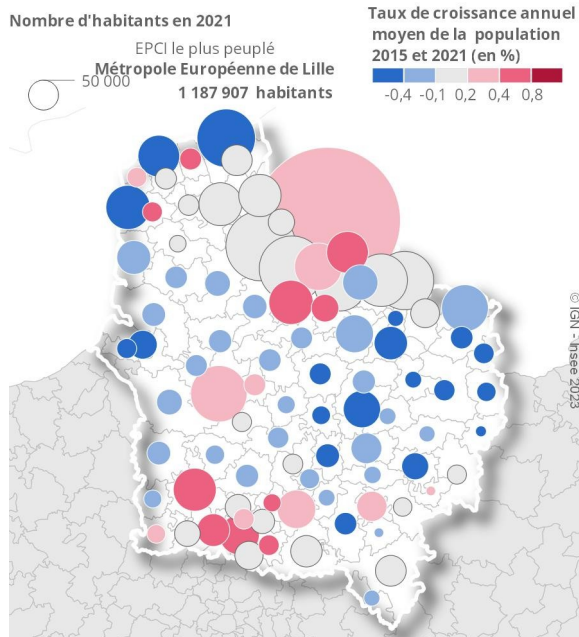 Nombre d'habitants en 2021
EPCI le plus peuplé
Métropole Européenne de Lille
1 187 907 habitants
50 000
Taux de croissance annuel
moyen de la population
2015 et 2021 (en %)
-0,4 -0,1 0,2 0,4 0,8
© IGN - Insee 2023